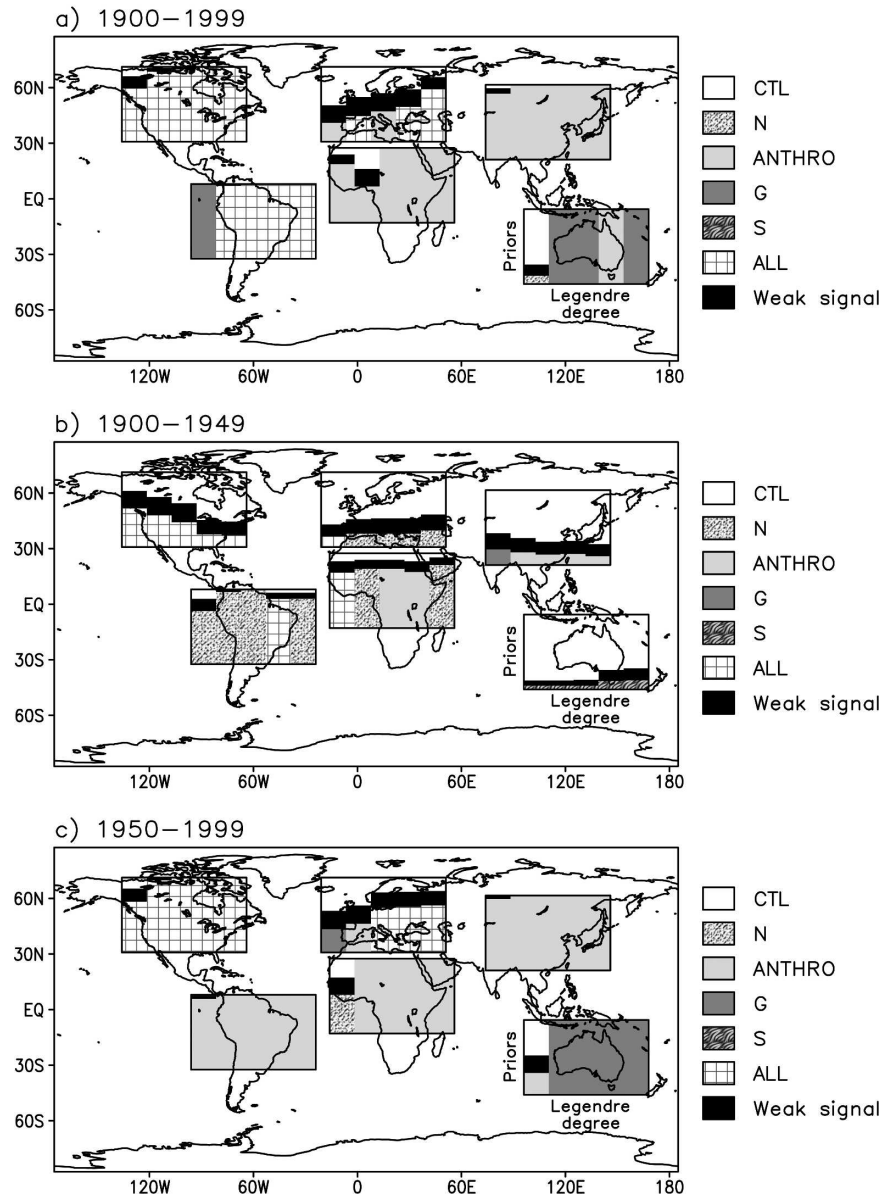 a) 1900-1999
60N
30N
EQ
30S
60S
120W 60W 0 60E 120E 180
Priors
Legendre
degree
CTL
N
ANTHRO
G
S
ALL
Weak signal
b) 1900-1949
60N
30N
EQ
30S
60S
120W 60W 0 60E 120E 180
Priors
Legendre
degree
CTL
N
ANTHRO
G
S
ALL
Weak signal
c) 1950-1999
60N
30N
EQ
30S
60S
120W 60W 0 60E 120E 180
Priors
Legendre
degree
CTL
N
ANTHRO
G
S
ALL
Weak signal